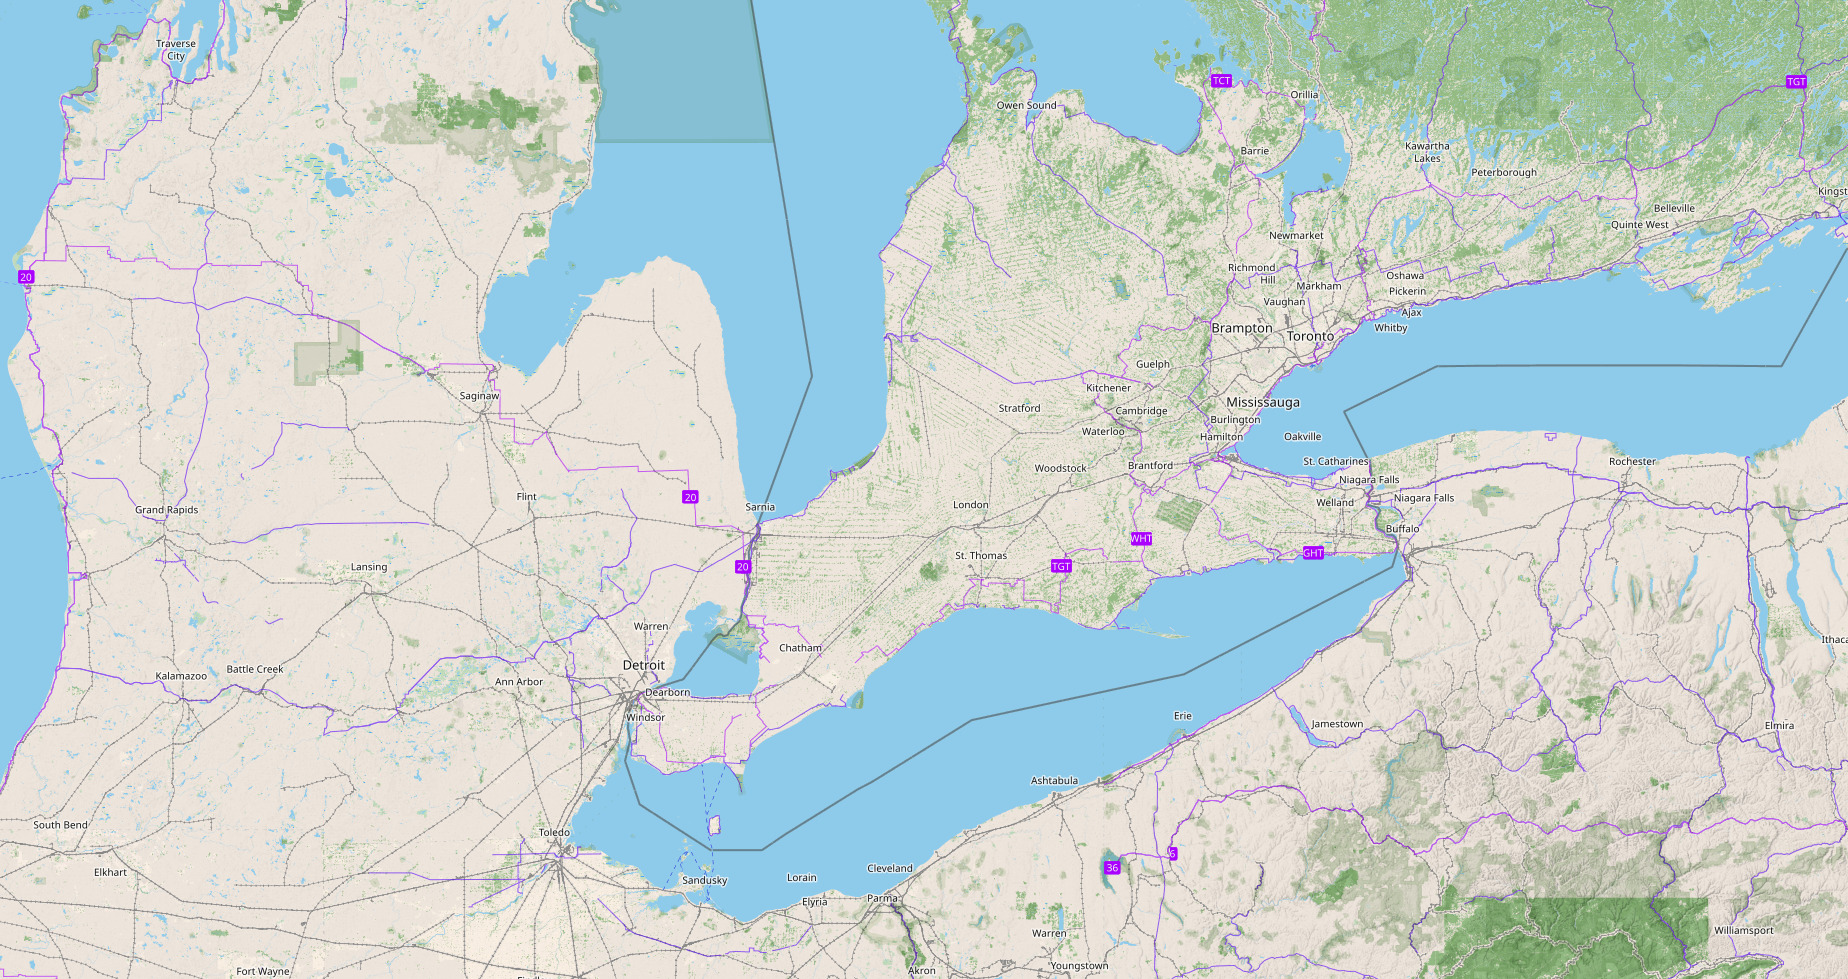 Traverse
City
TCT
TGT
Orillia
Owen Sound
Barrie
Kawartha
Lakes
Peterborough
Kingst
Belleville
Quinte West
Newmarket
20
Richmond
Hill
Oshawa
Markham
Pickerin
Vaughan
Ajax
Whitby
Brampton
Toronto
Guelph
Kitchener
Saginaw
Stratford
Cambridge
Mississauga
Burlington
Waterloo
Hamilton
Oakville
Woodstock
Brantford
St. Catharines
Rochester
Niagara Falls
Flint
20
Niagara Falls
Grand Rapids
Sarnia
London
Welland
Buffalo
WHT
GHT
St. Thomas
Lansing
20
TGT
Warren
Ithaca
Chatham
Detroit
Battle Creek
Kalamazoo
Ann Arbor
Dearborn
Windsor
Erie
Jamestown
Elmira
Ashtabula
South Bend
Toledo
6
Elkhart
Cleveland
36
Sandusky
Lorain
Elyria
Parma
Warren
Williamsport
Fort Wayne
Akron
Youngstown